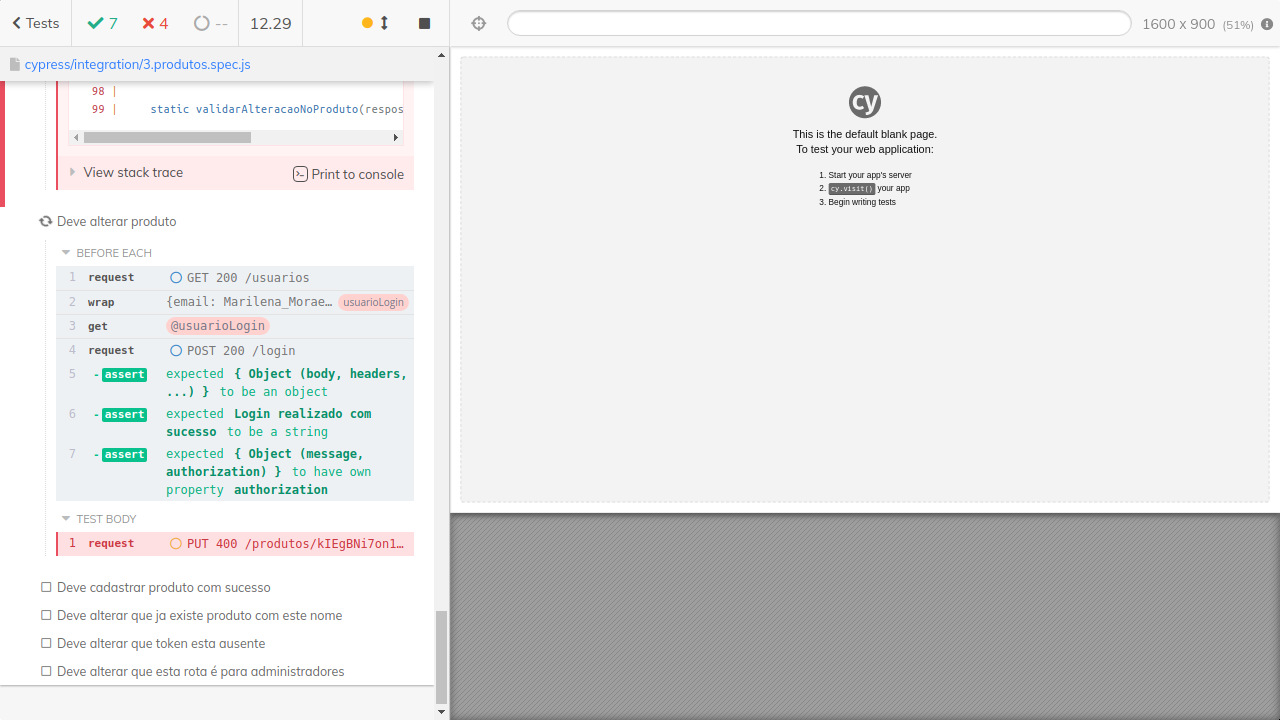 Tests 7 4 -- 12.29
cypress/integration/3.produtos.spec.js
98 |
99 | static validarAlteracaoNoProduto(respos
View stack trace Print to console
Deve alterar produto
BEFORE EACH
1 request GET 200 /usuarios
2 wrap {email: Marilena_Morae… usuarioLogin
3 get @usuarioLogin
4 request POST 200 /login
5 -assert expected { Object (body, headers,
...) } to be an object
6 -assert expected Login realizado com
sucesso to be a string
7 -assert expected { Object (message,
authorization) } to have own
property authorization
TEST BODY
1 request PUT 400 /produtos/kIEgBNi7on1…
Deve cadastrar produto com sucesso
Deve alterar que ja existe produto com este nome
Deve alterar que token esta ausente
Deve alterar que esta rota é para administradores
1600 x 900 (51%)
cy
This is the default blank page.
To test your web application:
1. Start your app's server
2. cy.visit() your app
3. Begin writing tests